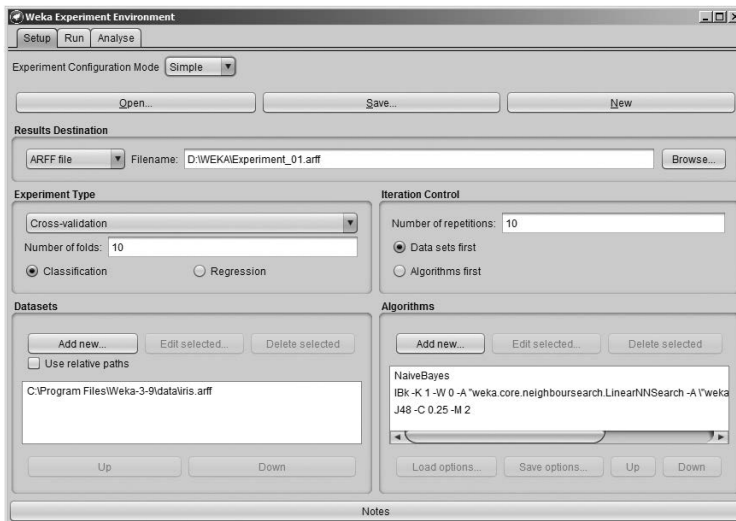 Weka Experiment Environment
Setup Run Analyse
Experiment Configuration Mode Simple
Open... Save... New
Results Destination
ARFF file Filename: D:\WEKA\Experiment_01.arff Browse...
Experiment Type
Cross-validation
Number of folds: 10
Classification Regression
Iteration Control
Number of repetitions: 10
Data sets first
Algorithms first
Datasets
Add new... Edit selected... Delete selected
Use relative paths
C:\Program Files\Weka-3-9\data\iris.arff
Up Down
Algorithms
Add new... Edit selected... Delete selected
NaiveBayes
IBk -K 1 -W 0 -A "weka.core.neighboursearch.LinearNNSearch -A \"weka
J48 -C 0.25 -M 2
Load options... Save options... Up Down
Notes